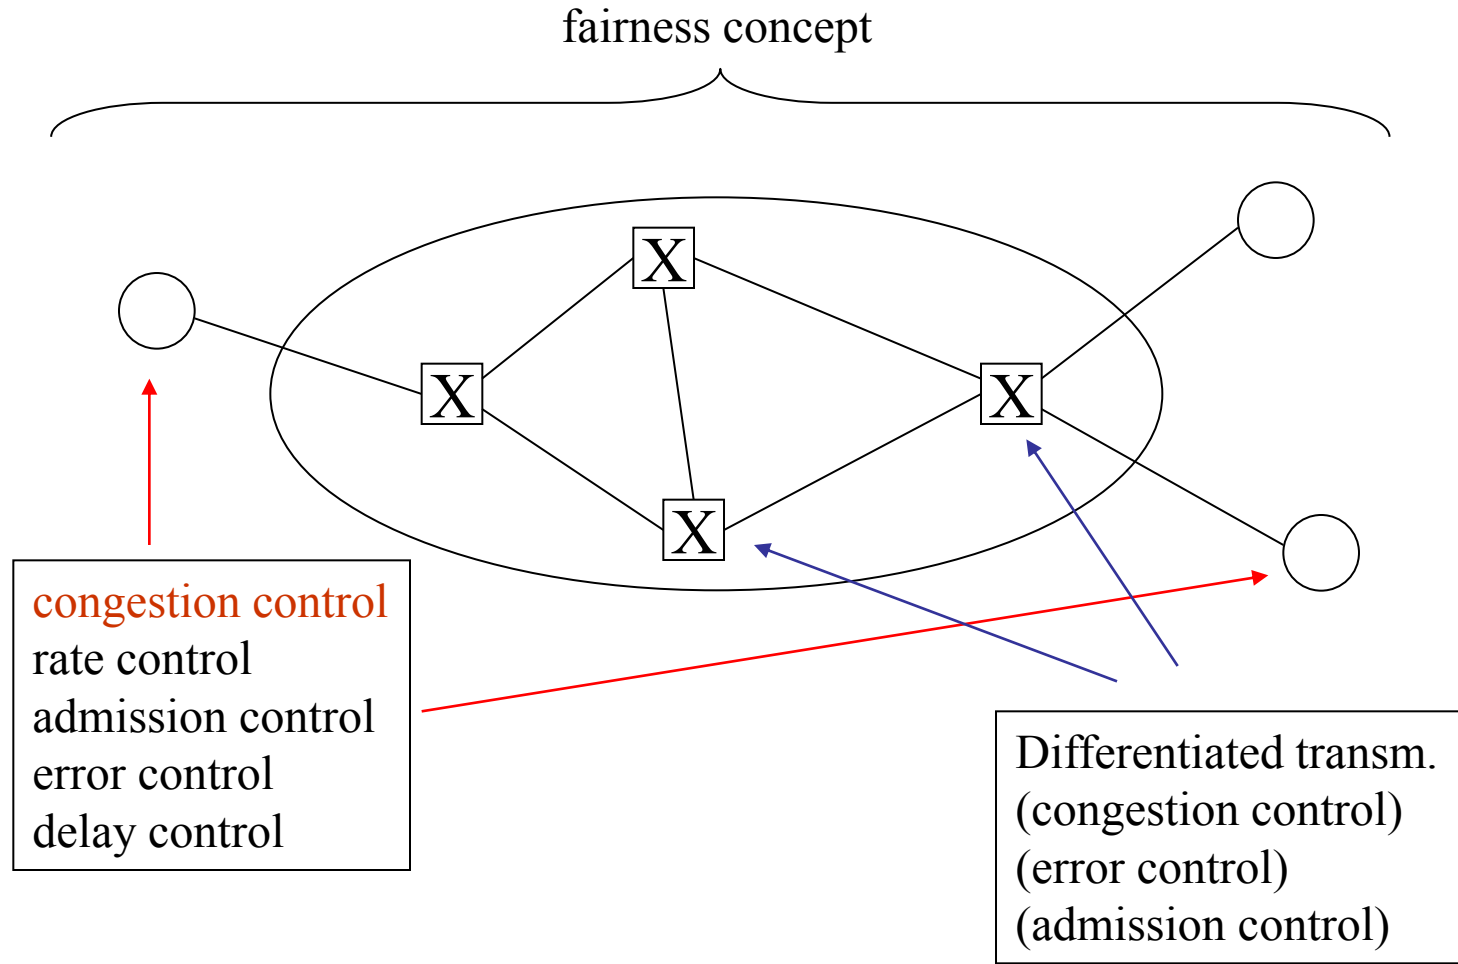 fairness concept
X
X
X
X
congestion control
rate control
admission control
error control
delay control
Differentiated transm.
(congestion control)
(error control)
(admission control)